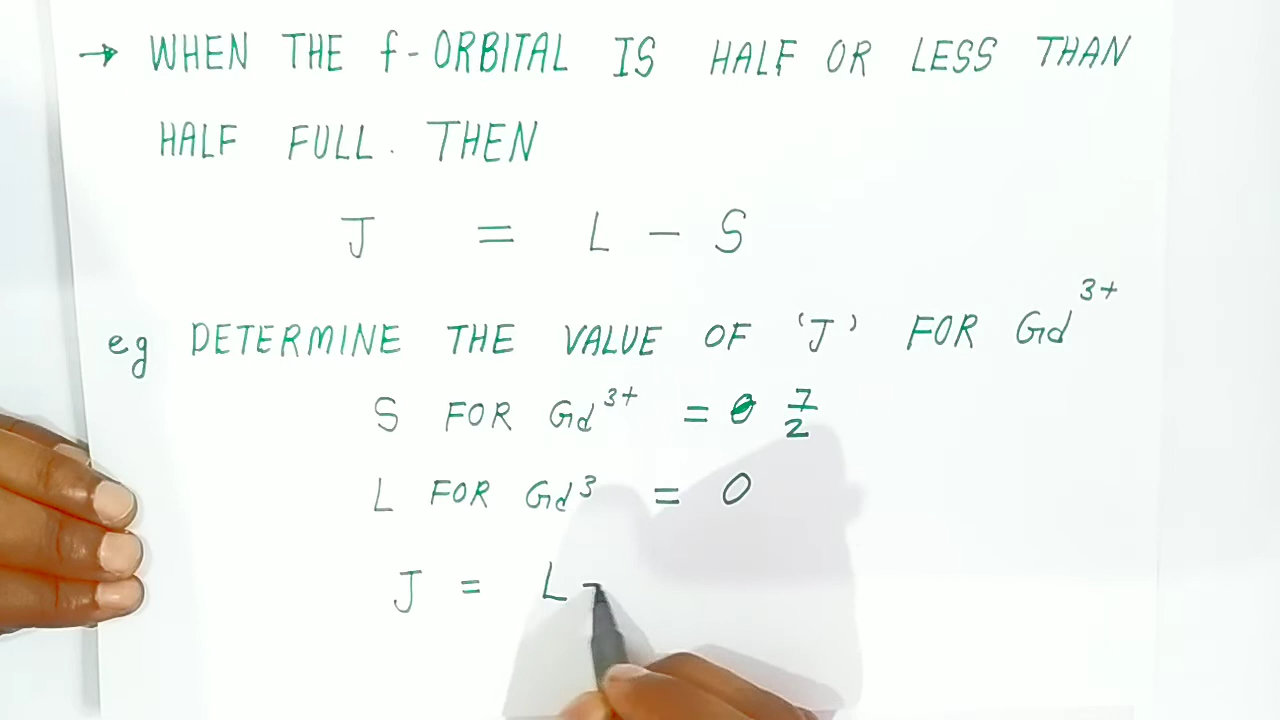 → WHEN THE f-ORBITAL IS HALF OR LESS THAN
HALF FULL. THEN
J = L - S
eg DETERMINE THE VALUE OF 'J' FOR Gd³⁺
S FOR Gd³⁺ = 7/2
L FOR Gd³ = 0
J = L -